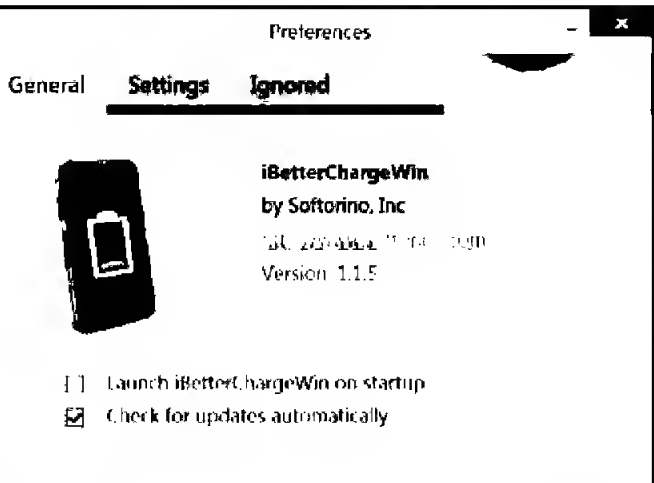 Preferences
General Settings Ignored
iBetterChargeWin
by Softorino, Inc
Version 1.1.5
Launch iBetterChargeWin on startup
Check for updates automatically